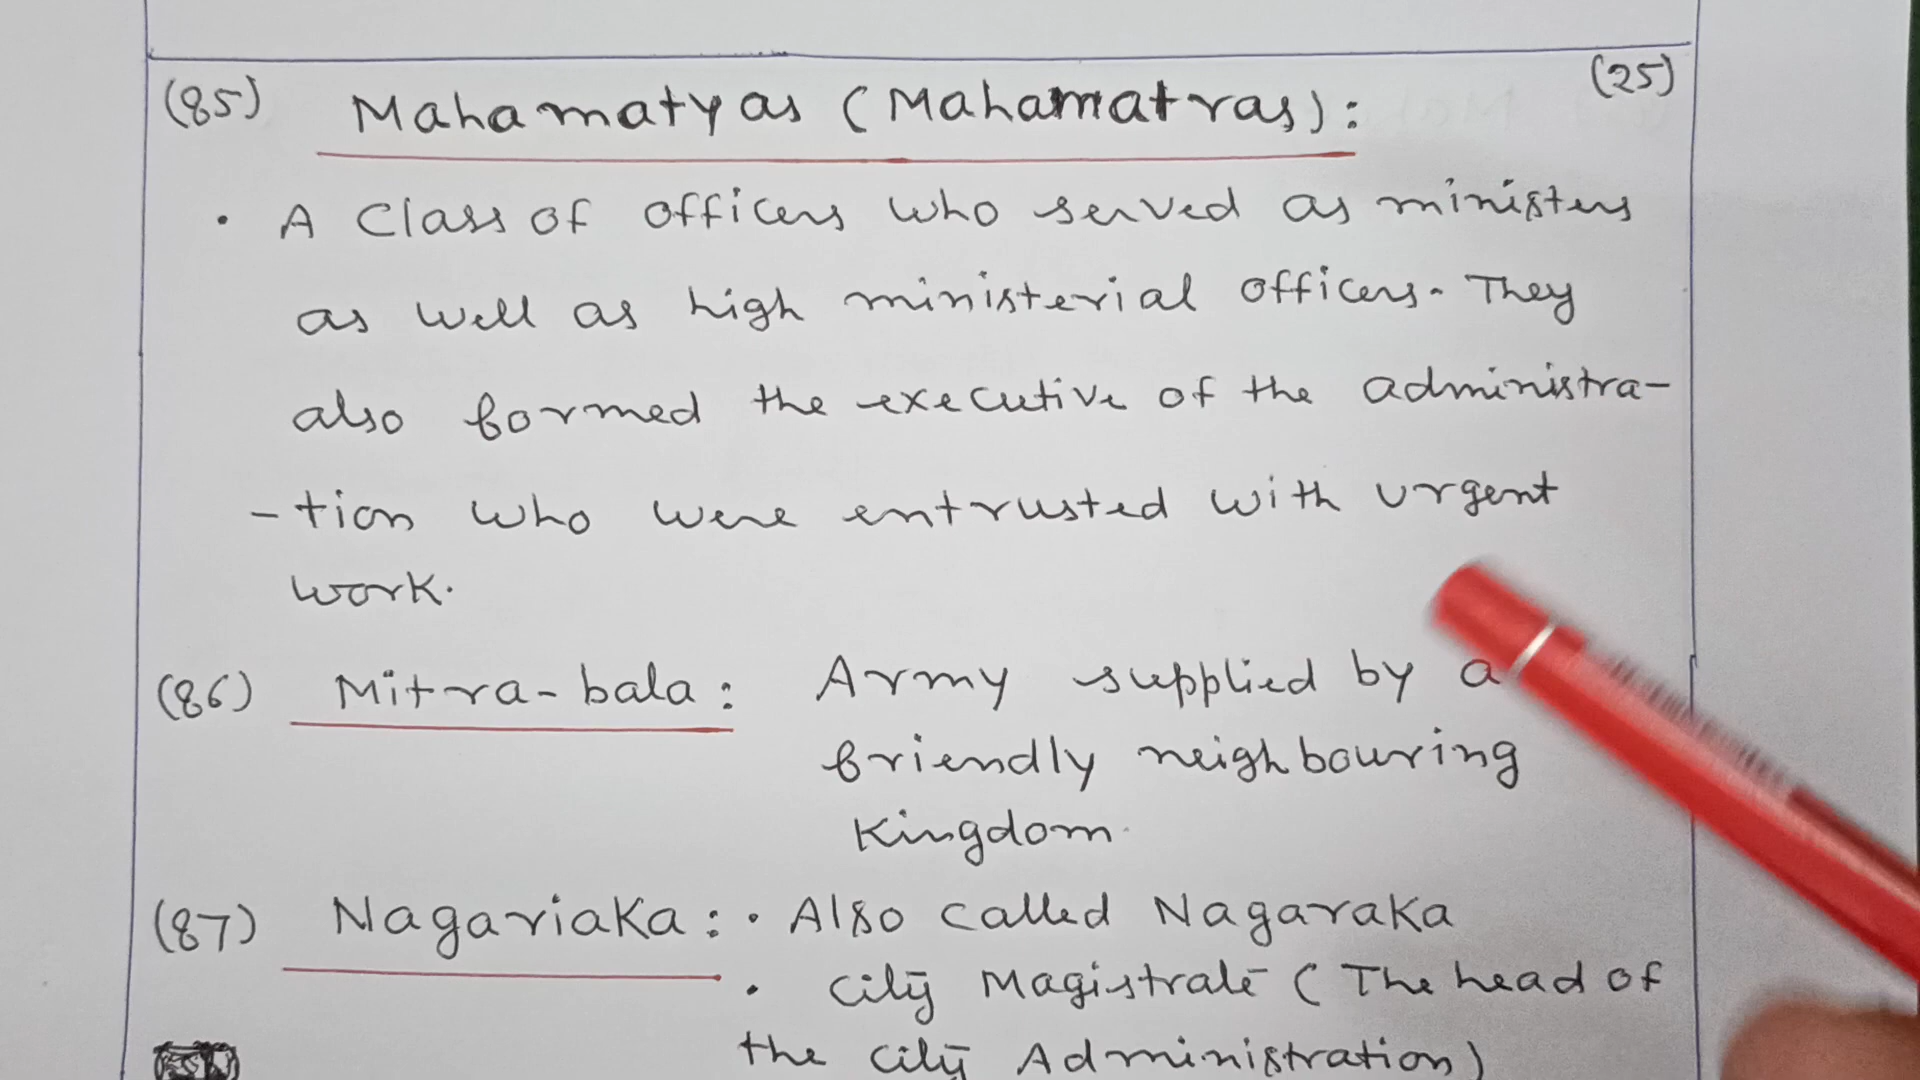 (25)
(85) Mahamatyas (Mahamatras):
• A Class of officers who served as ministers
as well as high ministerial officers. They
also formed the executive of the administra-
-tion who were entrusted with urgent
work.
(86) Mitra-bala: Army supplied by a
friendly neighbouring
Kingdom.
(87) Nagariaka: • Also called Nagaraka
• City Magistrate (The head of
the city Administration)